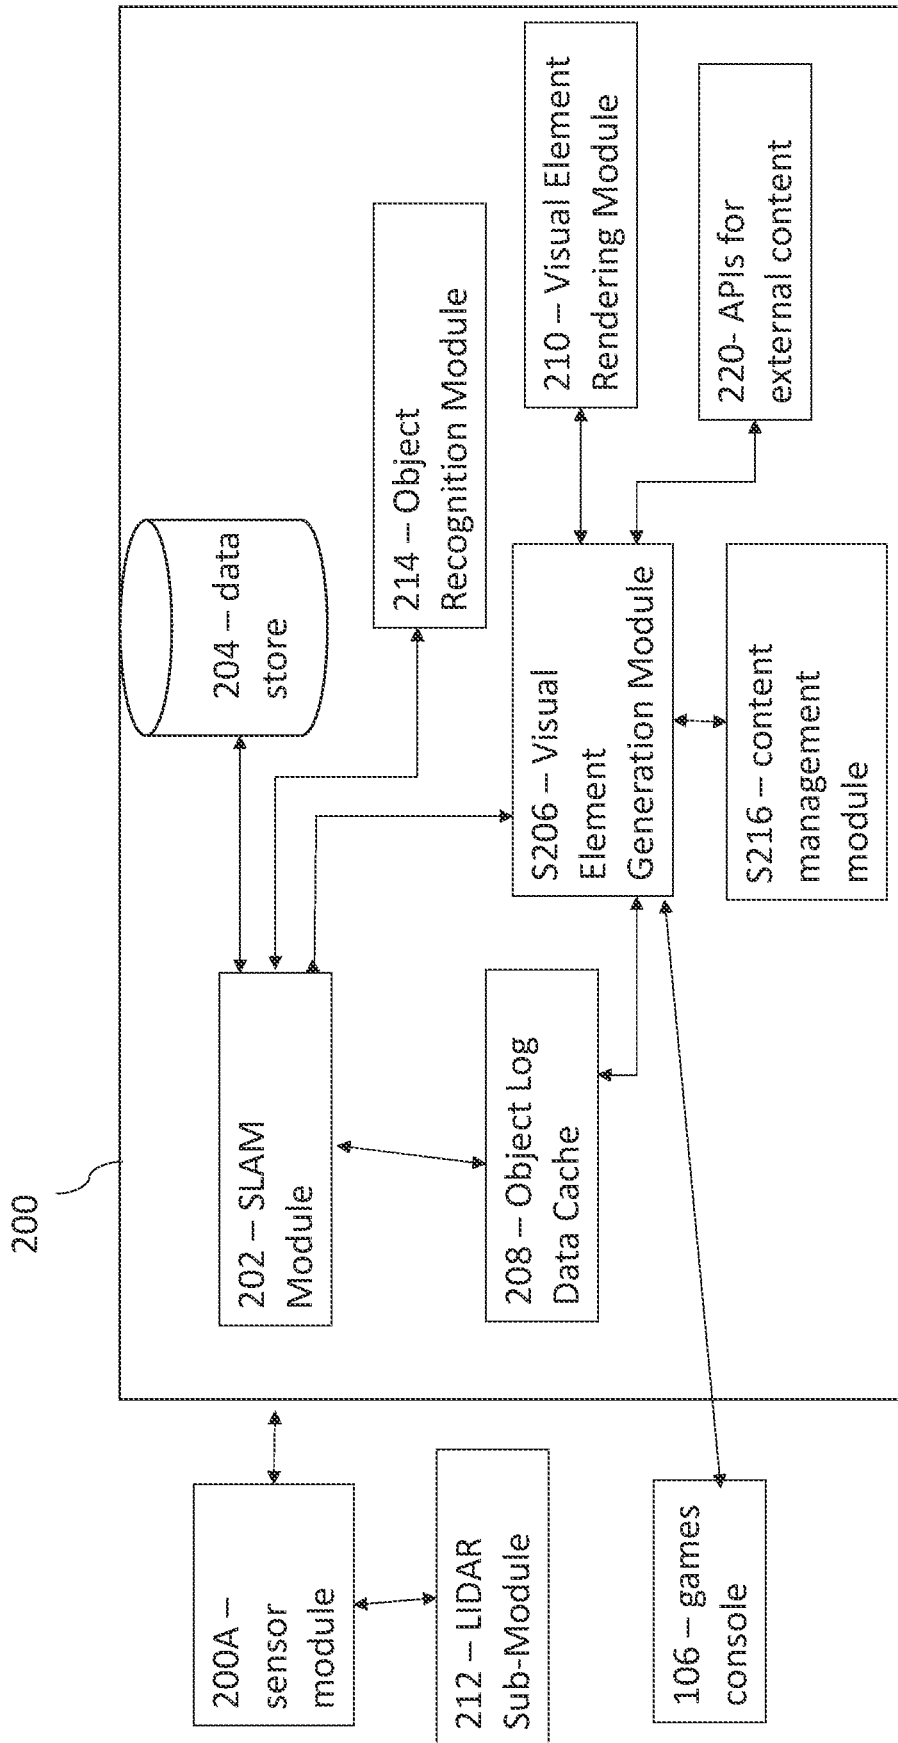 200
200A –
sensor
module
212 – LIDAR
Sub-Module
106 – games
console
202 – SLAM
Module
208 – Object Log
Data Cache
204 – data
store
214 – Object
Recognition Module
S206 – Visual
Element
Generation Module
S216 – content
management
module
210 – Visual Element
Rendering Module
220- APIs for
external content